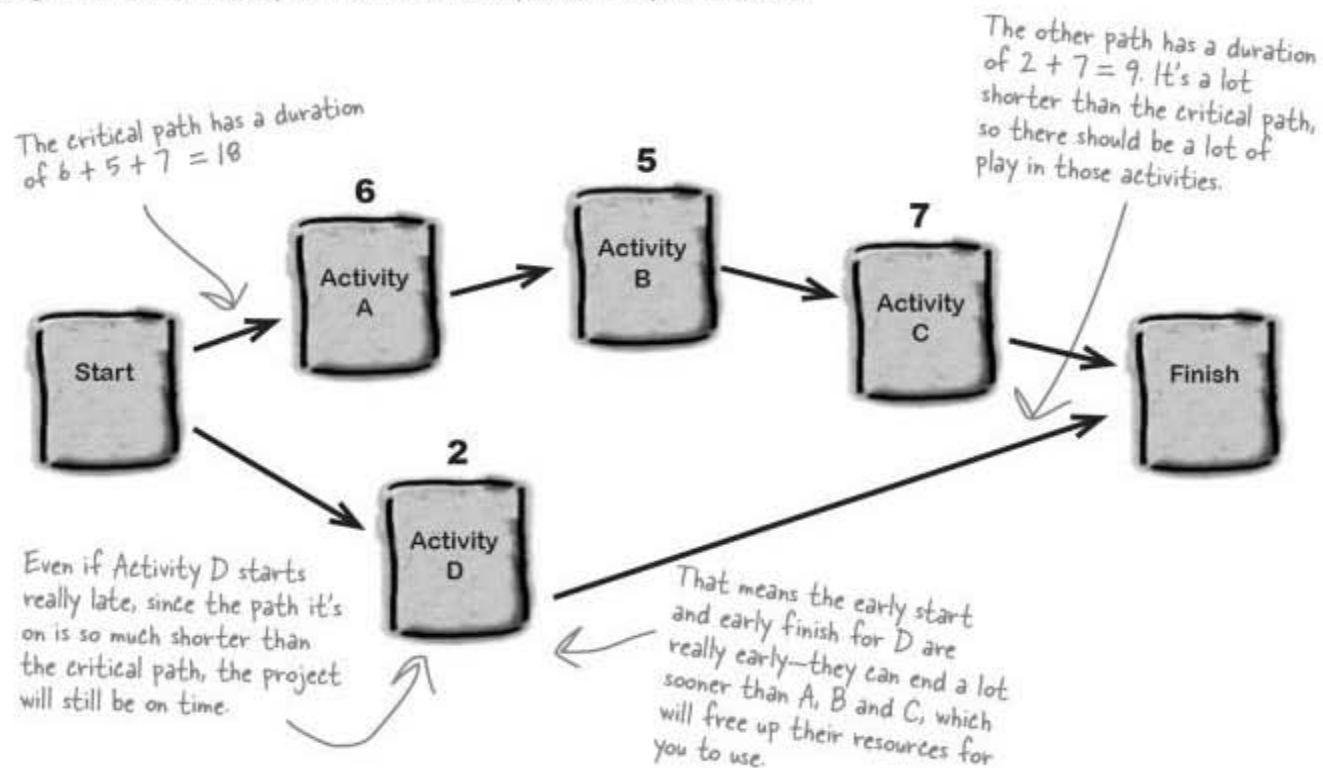 The critical path has a duration
of 6 + 5 + 7 = 18
The other path has a duration
of 2 + 7 = 9. It's a lot
shorter than the critical path,
so there should be a lot of
play in those activities.
6
5
7
Activity
A
Activity
B
Activity
C
Start
Finish
2
Activity
D
Even if Activity D starts
really late, since the path it's
on is so much shorter than
the critical path, the project
will still be on time.
That means the early start
and early finish for D are
really early—they can end a lot
sooner than A, B and C, which
will free up their resources for
you to use.